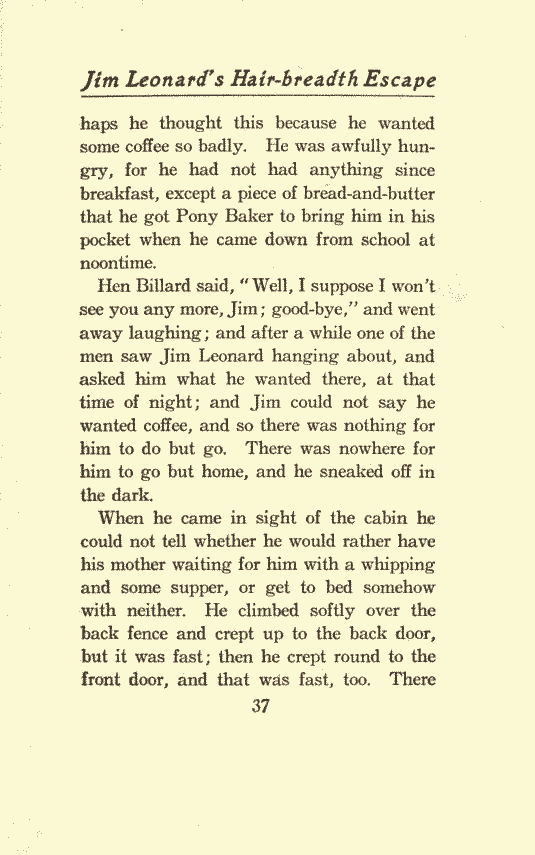 Jim Leonard's Hair-breadth Escape
haps he thought this because he wanted
some coffee so badly. He was awfully hun-
gry, for he had not had anything since
breakfast, except a piece of bread-and-butter
that he got Pony Baker to bring him in his
pocket when he came down from school at
noontime.
Hen Billard said, "Well, I suppose I won't
see you any more, Jim; good-bye," and went
away laughing; and after a while one of the
men saw Jim Leonard hanging about, and
asked him what he wanted there, at that
time of night; and Jim could not say he
wanted coffee, and so there was nothing for
him to do but go. There was nowhere for
him to go but home, and he sneaked off in
the dark.
When he came in sight of the cabin he
could not tell whether he would rather have
his mother waiting for him with a whipping
and some supper, or get to bed somehow
with neither. He climbed softly over the
back fence and crept up to the back door,
but it was fast; then he crept round to the
front door, and that was fast, too. There
37